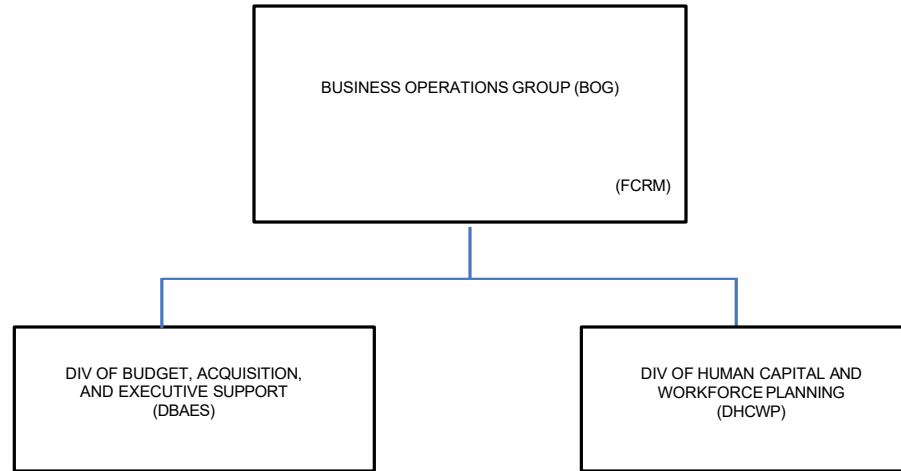 BUSINESS OPERATIONS GROUP (BOG)
(FCRM)
DIV OF BUDGET, ACQUISITION,
AND EXECUTIVE SUPPORT
(DBAES)
DIV OF HUMAN CAPITAL AND
WORKFORCE PLANNING
(DHCWP)